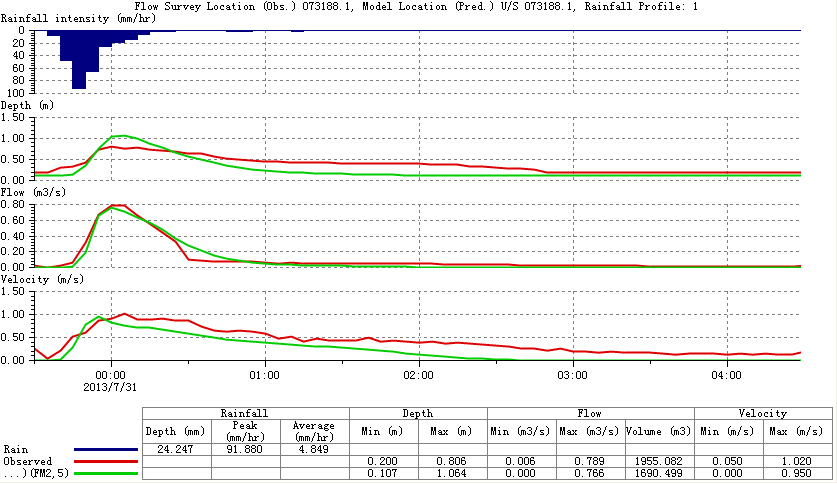 Flow Survey Location (Obs.) 073188.1, Model Location (Pred.) U/S 073188.1, Rainfall Profile: 1
Rainfall intensity (mm/hr)
0
20
40
60
80
100
Depth (m)
1.50
1.00
0.50
0.00
Flow (m3/s)
0.80
0.60
0.40
0.20
0.00
Velocity (m/s)
1.50
1.00
0.50
0.00
00:00 01:00 02:00 03:00 04:00
2013/7/31
Rainfall Depth Flow Velocity
Depth (mm) Peak (mm/hr) Average (mm/hr) Min (m) Max (m) Min (m3/s) Max (m3/s) Volume (m3) Min (m/s) Max (m/s)
Rain 24.247 91.880 4.849
Observed 0.200 0.806 0.006 0.789 1955.082 0.050 1.020
...)(FM2,5) 0.107 1.064 0.000 0.766 1690.499 0.000 0.950